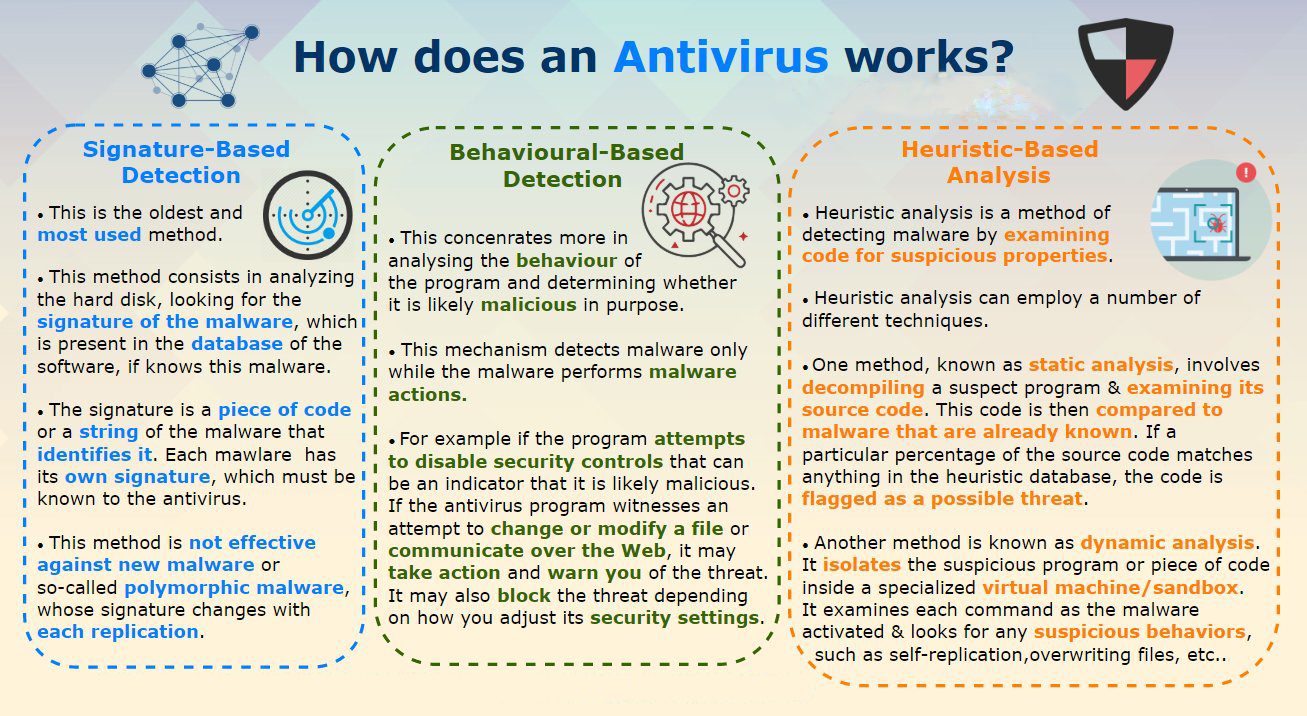 How does an Antivirus works?
Signature-Based
Detection
• This is the oldest and
most used method.
• This method consists in analyzing
the hard disk, looking for the
signature of the malware, which
is present in the database of the
software, if knows this malware.
• The signature is a piece of code
or a string of the malware that
identifies it. Each mawlare has
its own signature, which must be
known to the antivirus.
• This method is not effective
against new malware or
so-called polymorphic malware,
whose signature changes with
each replication.
Behavioural-Based
Detection
• This concenrates more in
analysing the behaviour of
the program and determining whether
it is likely malicious in purpose.
• This mechanism detects malware only
while the malware performs malware
actions.
• For example if the program attempts
to disable security controls that can
be an indicator that it is likely malicious.
If the antivirus program witnesses an
attempt to change or modify a file or
communicate over the Web, it may
take action and warn you of the threat.
It may also block the threat depending
on how you adjust its security settings.
Heuristic-Based
Analysis
• Heuristic analysis is a method of
detecting malware by examining
code for suspicious properties.
• Heuristic analysis can employ a number of
different techniques.
• One method, known as static analysis, involves
decompiling a suspect program & examining its
source code. This code is then compared to
malware that are already known. If a
particular percentage of the source code matches
anything in the heuristic database, the code is
flagged as a possible threat.
• Another method is known as dynamic analysis.
It isolates the suspicious program or piece of code
inside a specialized virtual machine/sandbox.
It examines each command as the malware
activated & looks for any suspicious behaviors,
such as self-replication,overwriting files, etc..
!